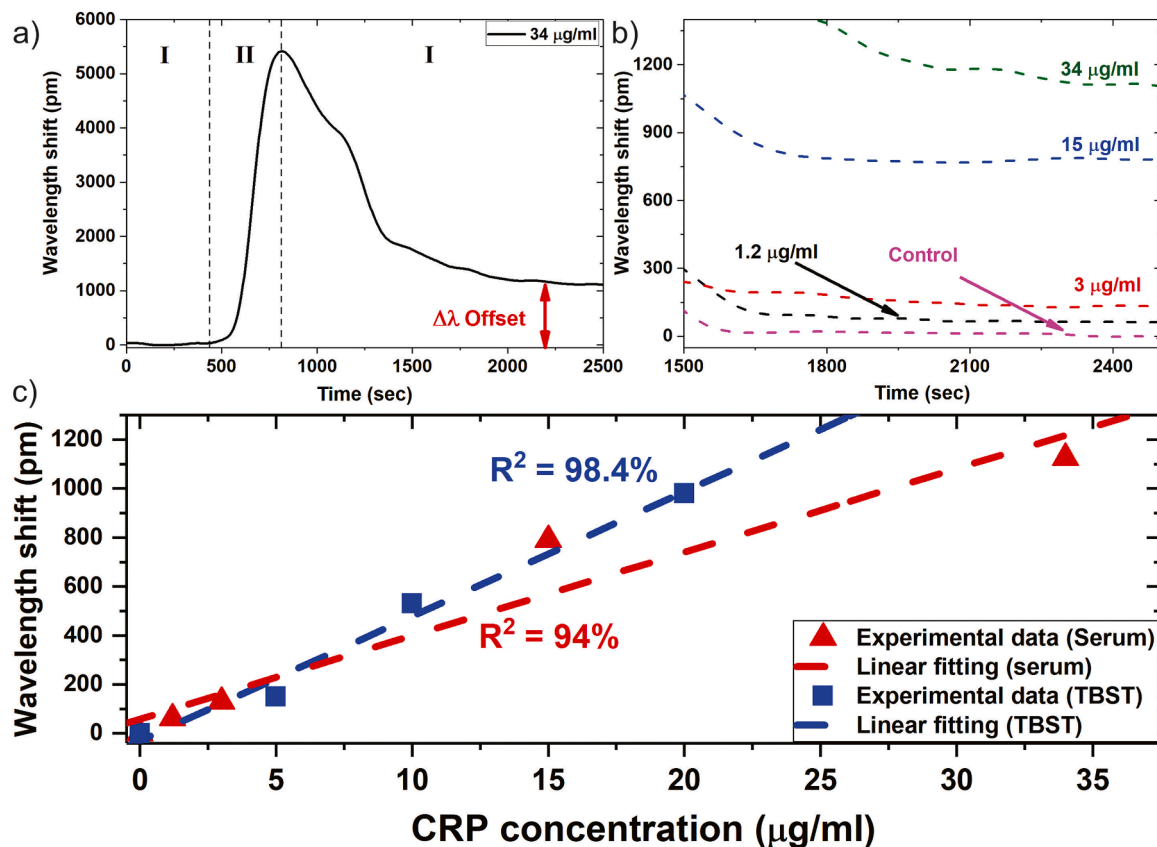 a)
6000
5000
4000
3000
2000
1000
0
Wavelength shift (pm)
I
II
I
34 μg/ml
Δλ Offset
0
500
1000
1500
2000
2500
Time (sec)
b)
1200
900
600
300
0
Wavelength shift (pm)
34 μg/ml
15 μg/ml
1.2 μg/ml
Control
3 μg/ml
1500
1800
2100
2400
Time (sec)
c)
1200
1000
800
600
400
200
0
Wavelength shift (pm)
R² = 98.4%
R² = 94%
Experimental data (Serum)
Linear fitting (serum)
Experimental data (TBST)
Linear fitting (TBST)
0
5
10
15
20
25
30
35
CRP concentration (μg/ml)